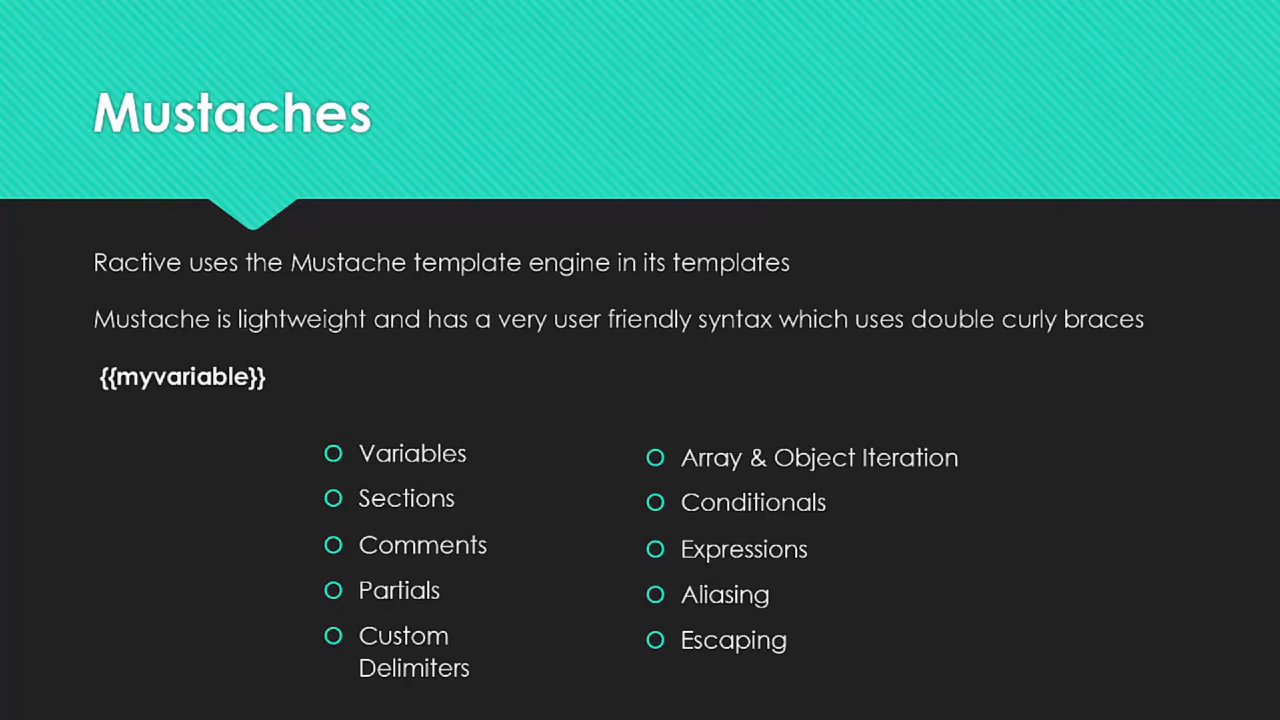 Mustaches
Ractive uses the Mustache template engine in its templates
Mustache is lightweight and has a very user friendly syntax which uses double curly braces
{{myvariable}}
Variables
Sections
Comments
Partials
Custom
Delimiters
Array & Object Iteration
Conditionals
Expressions
Aliasing
Escaping